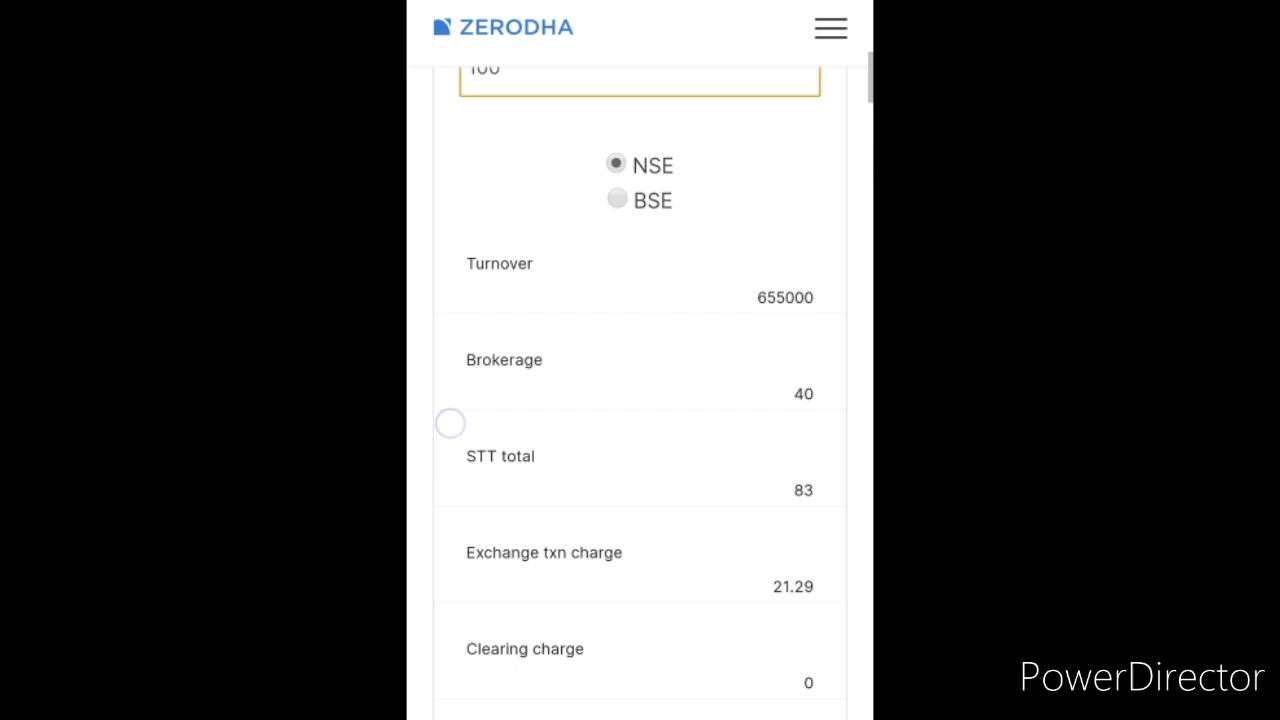 ZERODHA
100
NSE
BSE
Turnover
655000
Brokerage
40
STT total
83
Exchange txn charge
21.29
Clearing charge
0
PowerDirector